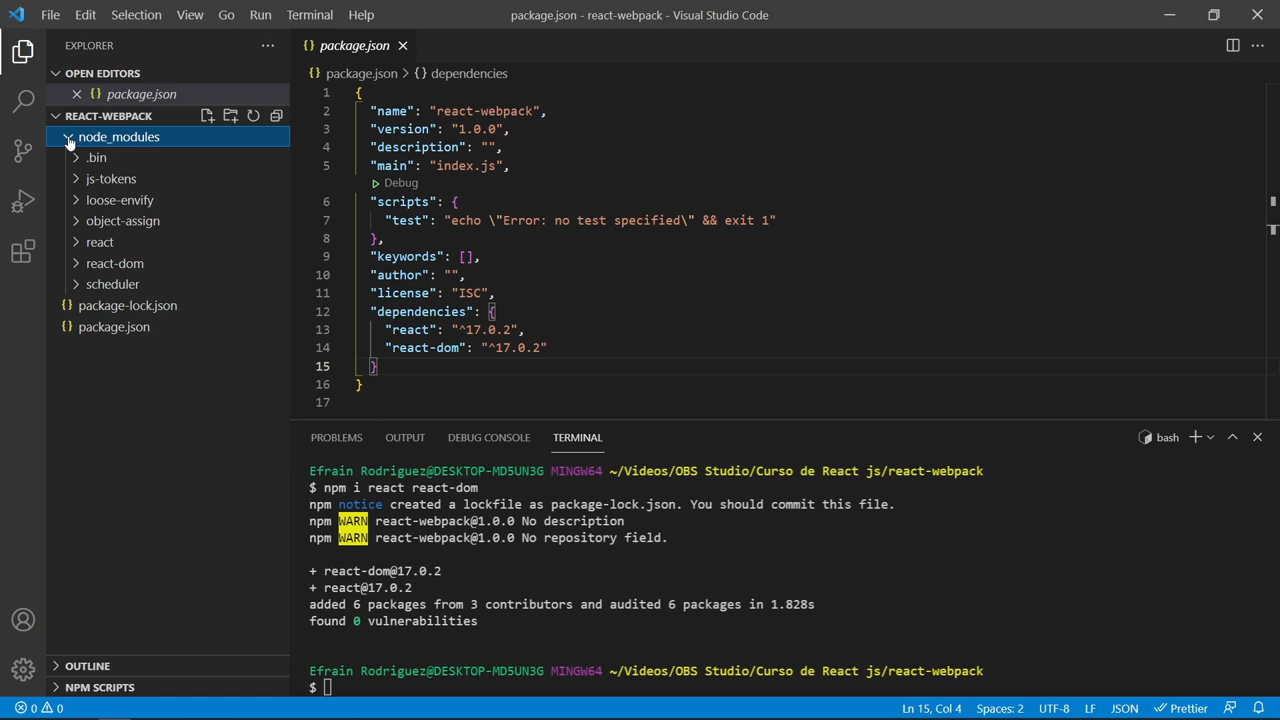 File Edit Selection View Go Run Terminal Help package.json - react-webpack - Visual Studio Code
EXPLORER
OPEN EDITORS
package.json
REACT-WEBPACK
node_modules
.bin
js-tokens
loose-envify
object-assign
react
react-dom
scheduler
package-lock.json
package.json
OUTLINE
NPM SCRIPTS
{} package.json
{} package.json > {} dependencies
1 {
2 "name": "react-webpack",
3 "version": "1.0.0",
4 "description": "",
5 "main": "index.js",
Debug
6 "scripts": {
7 "test": "echo \"Error: no test specified\" && exit 1"
8 },
9 "keywords": [],
10 "author": "",
11 "license": "ISC",
12 "dependencies": {
13 "react": "^17.0.2",
14 "react-dom": "^17.0.2"
15 }
16 }
17
PROBLEMS OUTPUT DEBUG CONSOLE TERMINAL bash
Efrain Rodriguez@DESKTOP-MD5UN3G MINGW64 ~/Videos/OBS Studio/Curso de React js/react-webpack
$ npm i react react-dom
npm notice created a lockfile as package-lock.json. You should commit this file.
npm WARN react-webpack@1.0.0 No description
npm WARN react-webpack@1.0.0 No repository field.
+ react-dom@17.0.2
+ react@17.0.2
added 6 packages from 3 contributors and audited 6 packages in 1.828s
found 0 vulnerabilities
Efrain Rodriguez@DESKTOP-MD5UN3G MINGW64 ~/Videos/OBS Studio/Curso de React js/react-webpack
$
0 0 Ln 15, Col 4 Spaces: 2 UTF-8 LF JSON Prettier